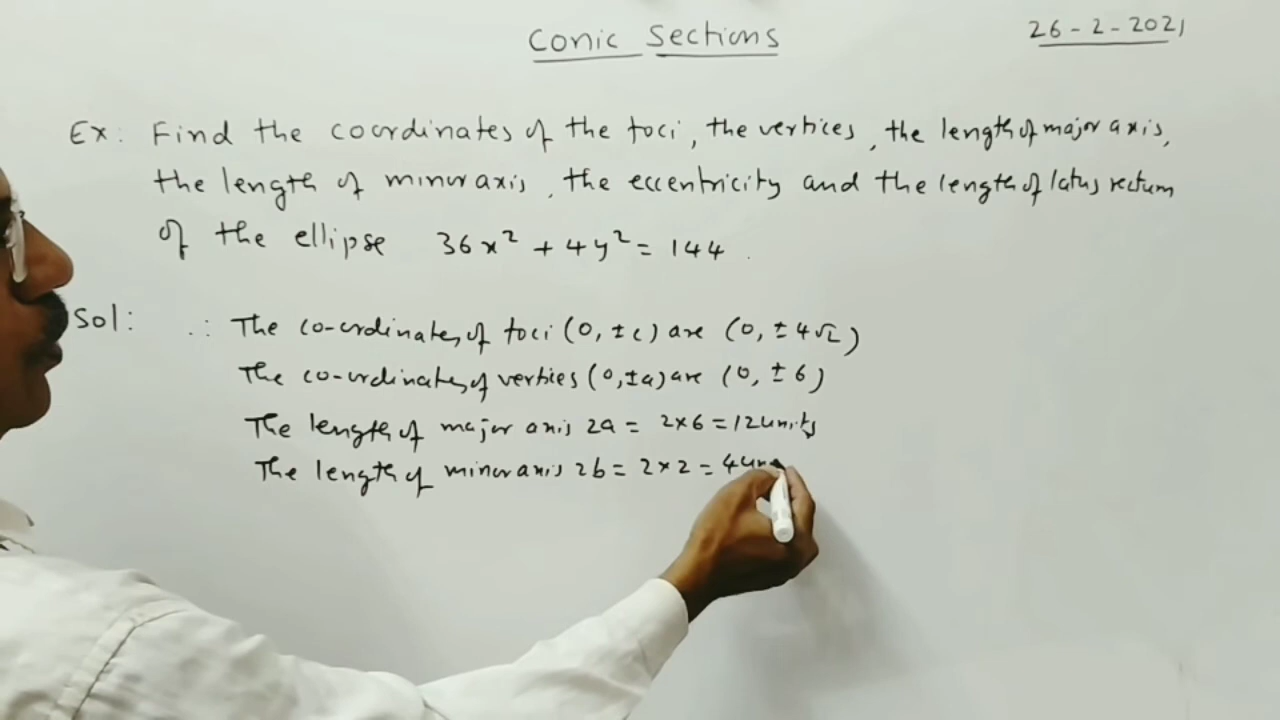 Conic Sections
26-2-2021
Ex: Find the coordinates of the foci, the vertices, the length of major axis,
the length of minor axis, the eccentricity and the length of latus rectum
of the ellipse 36x² + 4y² = 144.
Sol: ∴ The co-ordinates of foci (0, ±c) are (0, ±4√2)
The co-ordinates of verties (0, ±a) are (0, ±6)
The length of major axis 2a = 2×6 = 12 units
The length of minor axis 2b = 2×2 = 4